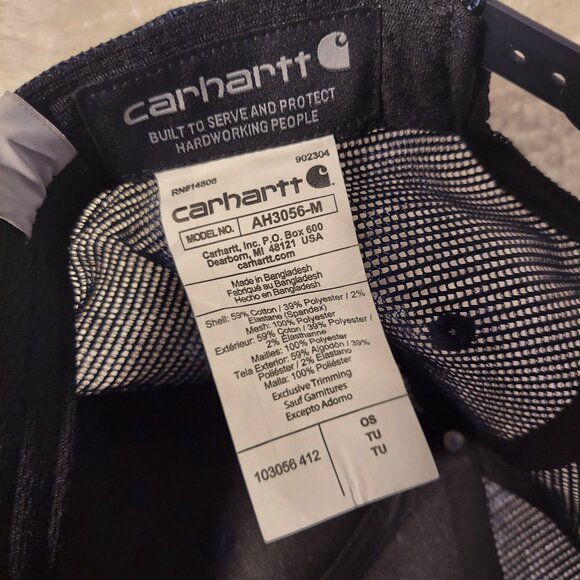 carhartt
BUILT TO SERVE AND PROTECT
HARDWORKING PEOPLE
RN#14806 902304
carhartt
MODEL NO. AH3056-M
Carhartt, Inc. P.O. Box 600
Dearborn, MI 48121 USA
carhartt.com
Made in Bangladesh
Fabriqué au Bangladesh
Hecho en Bangladesh
Shell: 59% Cotton / 39% Polyester / 2%
Elastane (Spandex)
Mesh: 100% Polyester
Extérieur: 59% Coton / 39% Polyester /
2% Élasthanne
Mailles: 100% Polyester
Tela Exterior: 59% Algodón / 39%
Poliéster / 2% Elastano
Malla: 100% Poliéster
Exclusive Trimming
Sauf Garnitures
Excepto Adorno
103056 412
OS
TU
TU